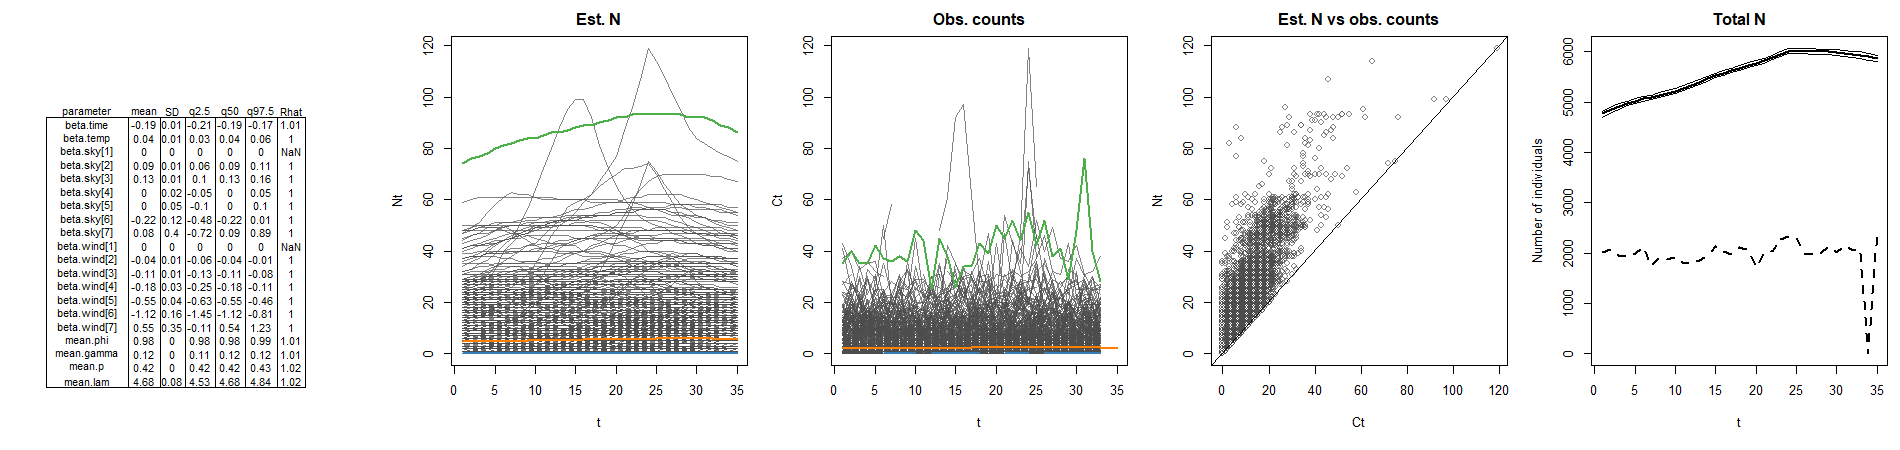 parameter mean SD q2.5 q50 q97.5 Rhat
beta.time -0.19 0.01 -0.21 -0.19 -0.17 1.01
beta.temp 0.04 0.01 0.03 0.04 0.06 1
beta.sky[1] 0 0 0 0 0 NaN
beta.sky[2] 0.09 0.01 0.06 0.09 0.11 1
beta.sky[3] 0.13 0.01 0.1 0.13 0.16 1
beta.sky[4] 0 0.02 -0.05 0 0.05 1
beta.sky[5] 0 0.05 -0.1 0 0.1 1
beta.sky[6] -0.22 0.12 -0.48 -0.22 0.01 1
beta.sky[7] 0.08 0.4 -0.72 0.09 0.89 1
beta.wind[1] 0 0 0 0 0 NaN
beta.wind[2] -0.04 0.01 -0.06 -0.04 -0.01 1
beta.wind[3] -0.11 0.01 -0.13 -0.11 -0.08 1
beta.wind[4] -0.18 0.03 -0.25 -0.18 -0.11 1
beta.wind[5] -0.55 0.04 -0.63 -0.55 -0.46 1
beta.wind[6] -1.12 0.16 -1.45 -1.12 -0.81 1
beta.wind[7] 0.55 0.35 -0.11 0.54 1.23 1
mean.phi 0.98 0 0.98 0.98 0.99 1.01
mean.gamma 0.12 0 0.11 0.12 0.12 1.01
mean.p 0.42 0 0.42 0.42 0.43 1.02
mean.lam 4.68 0.08 4.53 4.68 4.84 1.02
Est. N
Nt
120
100
80
60
40
20
0
0 5 10 15 20 25 30 35
t
Obs. counts
Ct
120
100
80
60
40
20
0
0 5 10 15 20 25 30 35
t
Est. N vs obs. counts
Nt
120
100
80
60
40
20
0
0 20 40 60 80 100 120
Ct
Total N
Number of individuals
6000
5000
4000
3000
2000
1000
0
0 5 10 15 20 25 30 35
t